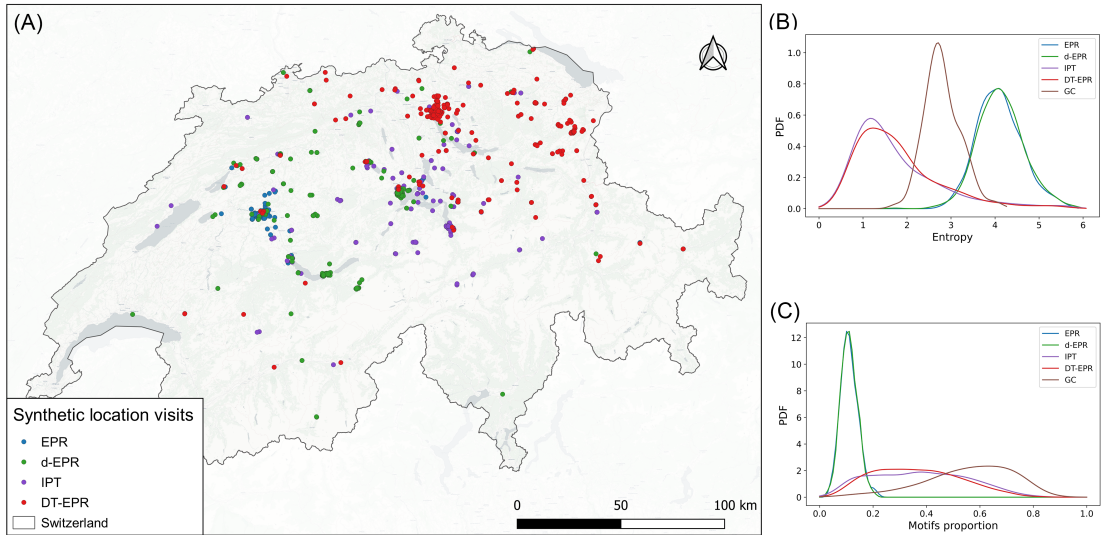 (A)
Synthetic location visits
EPR
d-EPR
IPT
DT-EPR
Switzerland
0 50 100 km
(B)
EPR
d-EPR
IPT
DT-EPR
GC
1.0
0.8
0.6
0.4
0.2
0.0
PDF
0 1 2 3 4 5 6
Entropy
(C)
EPR
d-EPR
IPT
DT-EPR
GC
12
10
8
6
4
2
0
PDF
0.0 0.2 0.4 0.6 0.8 1.0
Motifs proportion